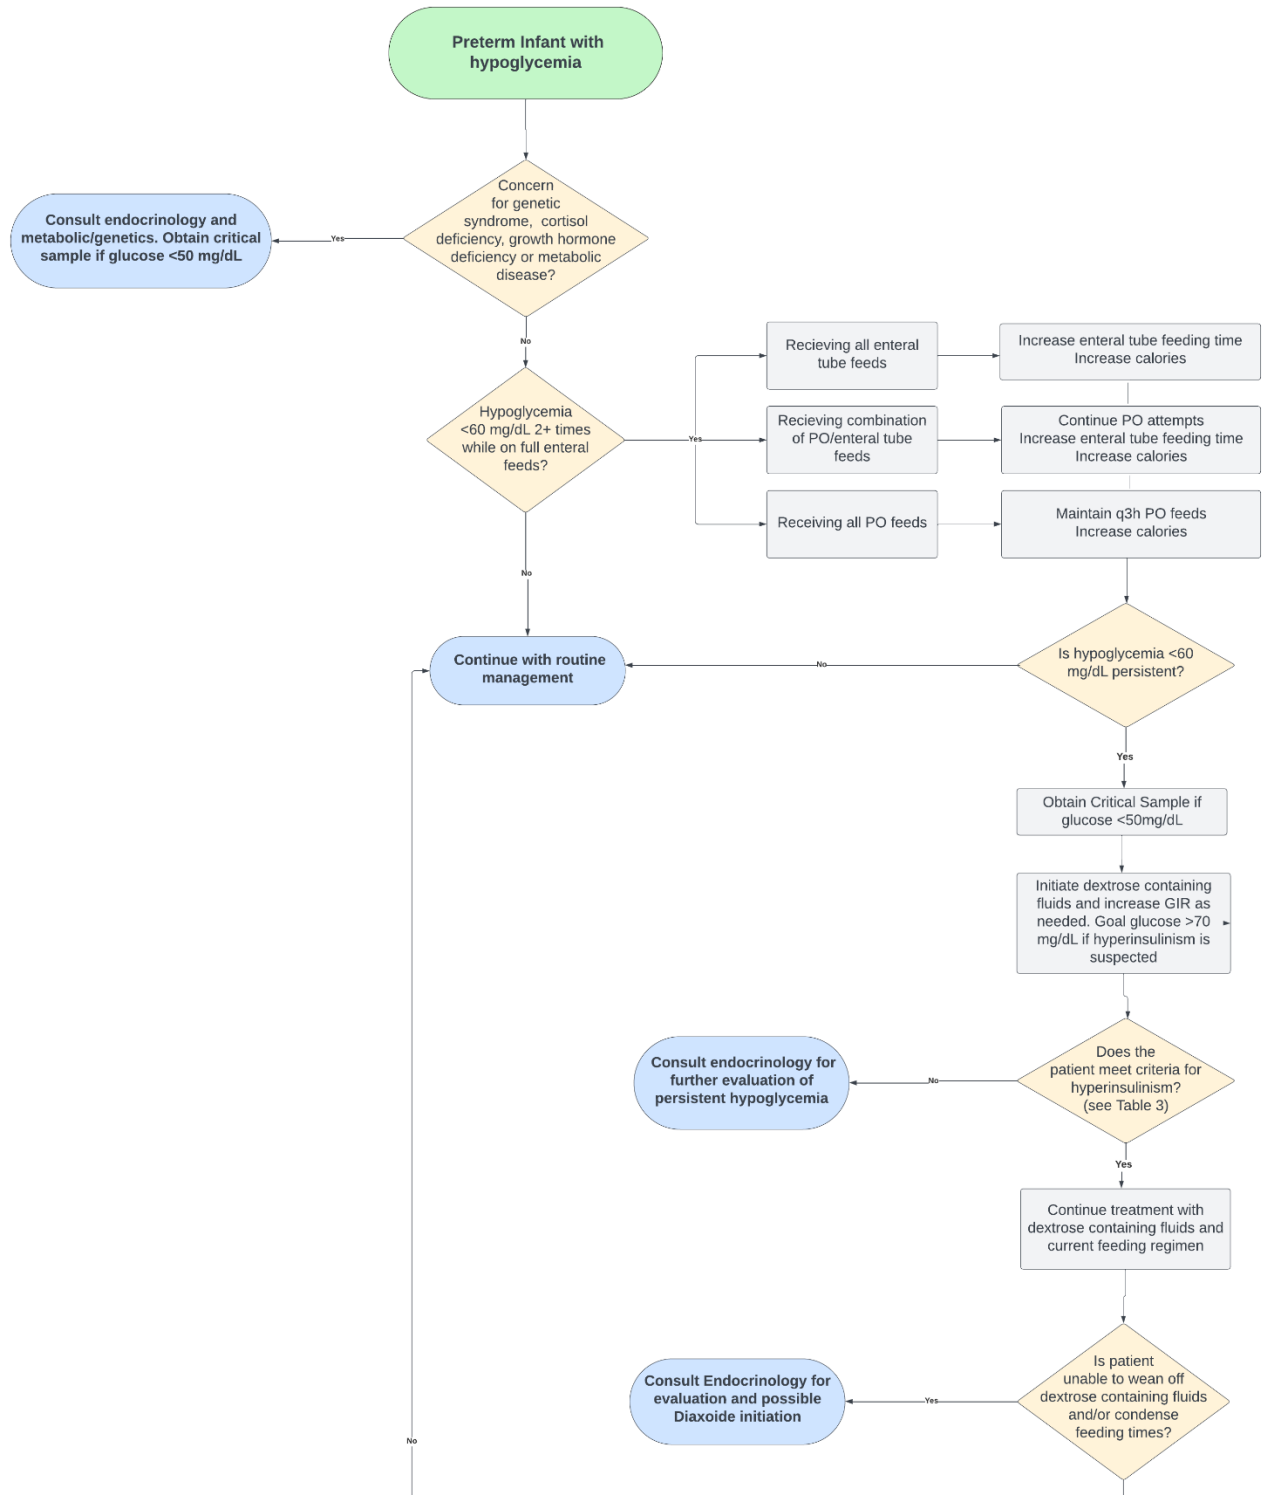 Preterm Infant with
hypoglycemia
Concern
for genetic
syndrome, cortisol
deficiency, growth hormone
deficiency or metabolic
disease?
Yes
Consult endocrinology and
metabolic/genetics. Obtain critical
sample if glucose <50 mg/dL
No
Hypoglycemia
<60 mg/dL 2+ times
while on full enteral
feeds?
Yes
Recieving all enteral
tube feeds
Increase enteral tube feeding time
Increase calories
Recieving combination
of PO/enteral tube
feeds
Continue PO attempts
Increase enteral tube feeding time
Increase calories
Receiving all PO feeds
Maintain q3h PO feeds
Increase calories
No
Continue with routine
management
No
Is hypoglycemia <60
mg/dL persistent?
Yes
Obtain Critical Sample if
glucose <50mg/dL
Initiate dextrose containing
fluids and increase GIR as
needed. Goal glucose >70
mg/dL if hyperinsulinism is
suspected
Does the
patient meet criteria for
hyperinsulinism?
(see Table 3)
No
Consult endocrinology for
further evaluation of
persistent hypoglycemia
Yes
Continue treatment with
dextrose containing fluids and
current feeding regimen
Is patient
unable to wean off
dextrose containing fluids
and/or condense
feeding times?
Yes
Consult Endocrinology for
evaluation and possible
Diaxoide initiation
No